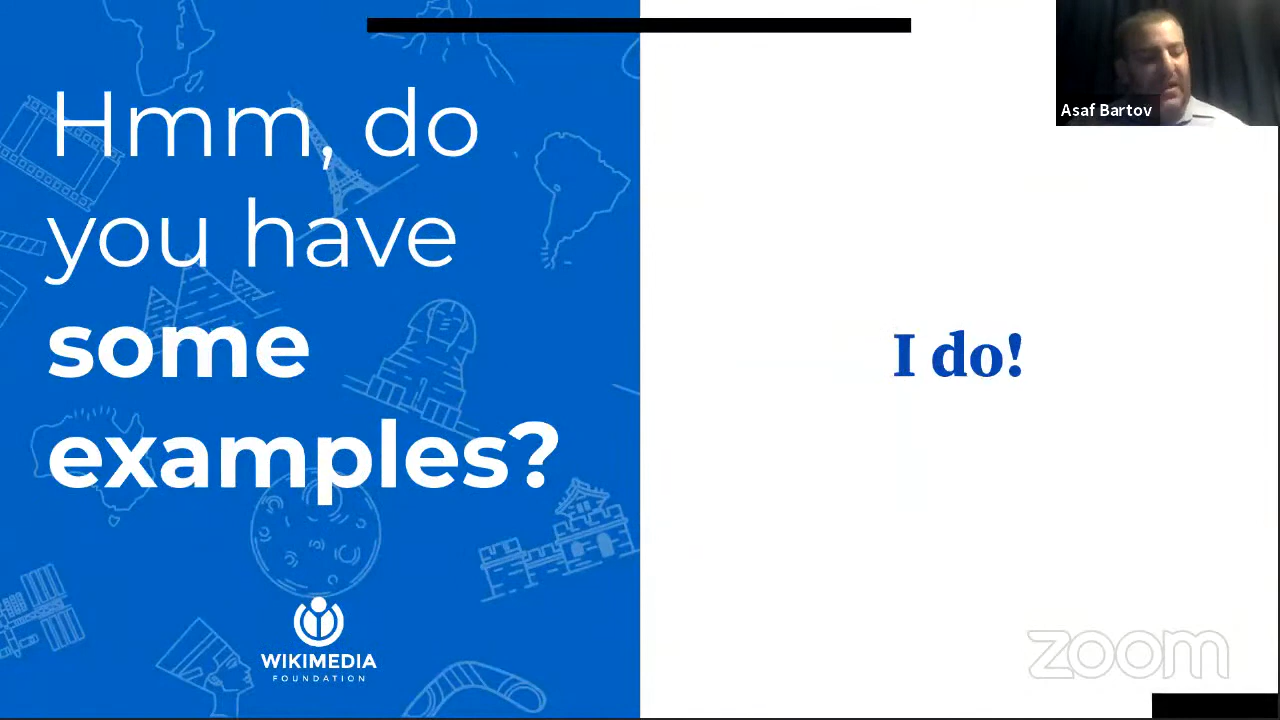 Hmm, do
you have
some
examples?
I do!
Asaf Bartov
WIKIMEDIA
FOUNDATION
zoom